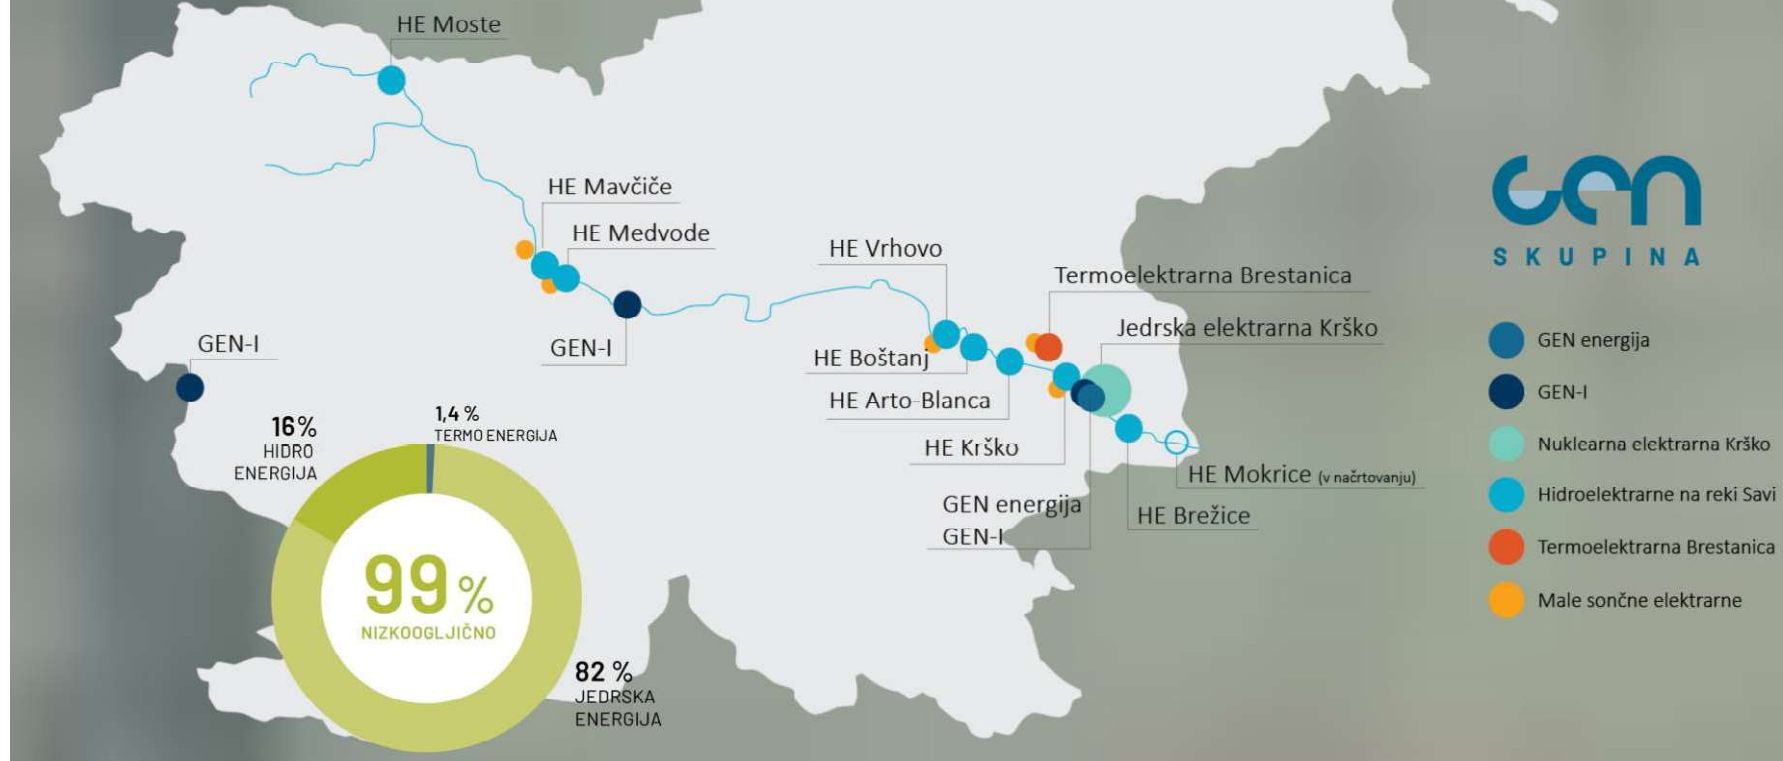 HE Moste
HE Mavčiče
HE Medvode
HE Vrhovo
Termoelektrarna Brestanica
Jedrska elektrarna Krško
GEN-I
GEN-I
HE Boštanj
HE Arto-Blanca
HE Krško
HE Mokrice (v načrtovanju)
GEN energija
GEN-I
HE Brežice
16%
HIDRO
ENERGIJA
1,4 %
TERMO ENERGIJA
99 %
NIZKOOGLJIČNO
82 %
JEDRSKA
ENERGIJA
gen
SKUPINA
GEN energija
GEN-I
Nuklearna elektrarna Krško
Hidroelektrarne na reki Savi
Termoelektrarna Brestanica
Male sončne elektrarne